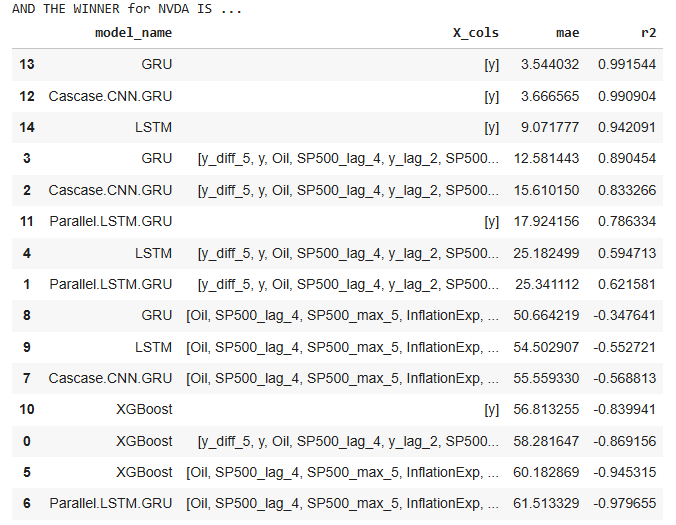 AND THE WINNER for NVDA IS ...
model_name X_cols mae r2
13 GRU [y] 3.544032 0.991544
12 Cascase.CNN.GRU [y] 3.666565 0.990904
14 LSTM [y] 9.071777 0.942091
3 GRU [y_diff_5, y, Oil, SP500_lag_4, y_lag_2, SP500... 12.581443 0.890454
2 Cascase.CNN.GRU [y_diff_5, y, Oil, SP500_lag_4, y_lag_2, SP500... 15.610150 0.833266
11 Parallel.LSTM.GRU [y] 17.924156 0.786334
4 LSTM [y_diff_5, y, Oil, SP500_lag_4, y_lag_2, SP500... 25.182499 0.594713
1 Parallel.LSTM.GRU [y_diff_5, y, Oil, SP500_lag_4, y_lag_2, SP500... 25.341112 0.621581
8 GRU [Oil, SP500_lag_4, SP500_max_5, InflationExp, ... 50.664219 -0.347641
9 LSTM [Oil, SP500_lag_4, SP500_max_5, InflationExp, ... 54.502907 -0.552721
7 Cascase.CNN.GRU [Oil, SP500_lag_4, SP500_max_5, InflationExp, ... 55.559330 -0.568813
10 XGBoost [y] 56.813255 -0.839941
0 XGBoost [y_diff_5, y, Oil, SP500_lag_4, y_lag_2, SP500... 58.281647 -0.869156
5 XGBoost [Oil, SP500_lag_4, SP500_max_5, InflationExp, ... 60.182869 -0.945315
6 Parallel.LSTM.GRU [Oil, SP500_lag_4, SP500_max_5, InflationExp, ... 61.513329 -0.979655